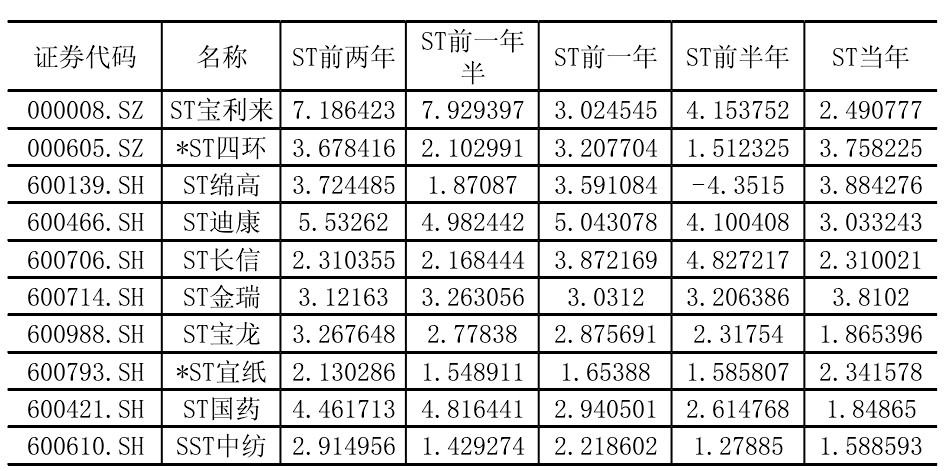 证券代码 名称 ST前两年 ST前一年半 ST前一年 ST前半年 ST当年
000008.SZ ST宝利来 7.186423 7.929397 3.024545 4.153752 2.490777
000605.SZ *ST四环 3.678416 2.102991 3.207704 1.512325 3.758225
600139.SH ST绵高 3.724485 1.87087 3.591084 -4.3515 3.884276
600466.SH ST迪康 5.53262 4.982442 5.043078 4.100408 3.033243
600706.SH ST长信 2.310355 2.168444 3.872169 4.827217 2.310021
600714.SH ST金瑞 3.12163 3.263056 3.0312 3.206386 3.8102
600988.SH ST宝龙 3.267648 2.77838 2.875691 2.31754 1.865396
600793.SH *ST宜纸 2.130286 1.548911 1.65388 1.585807 2.341578
600421.SH ST国药 4.461713 4.816441 2.940501 2.614768 1.84865
600610.SH SST中纺 2.914956 1.429274 2.218602 1.27885 1.588593